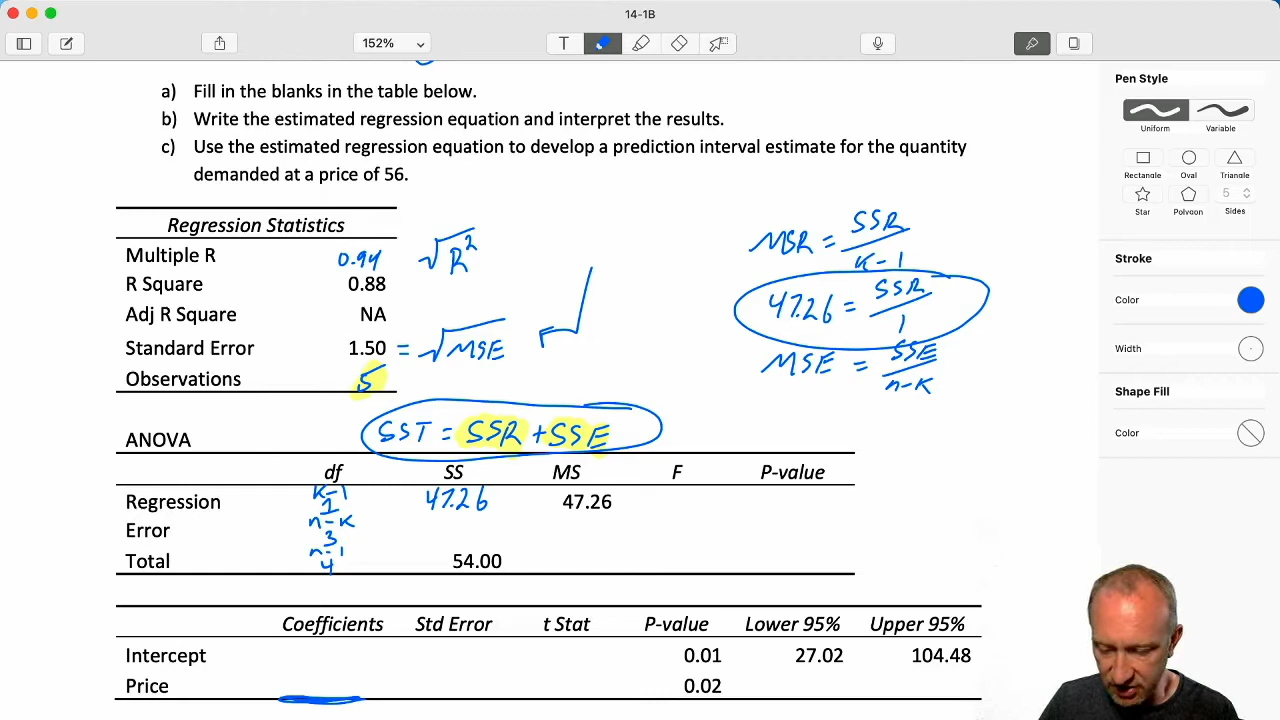 14-1B
152%
T
Pen Style
Uniform Variable
Rectangle Oval Triangle
5
Star Polygon Sides
Stroke
Color
Width
Shape Fill
Color
a) Fill in the blanks in the table below.
b) Write the estimated regression equation and interpret the results.
c) Use the estimated regression equation to develop a prediction interval estimate for the quantity
demanded at a price of 56.
Regression Statistics
Multiple R 0.94 √R²
R Square 0.88
Adj R Square NA
Standard Error 1.50 = √MSE
Observations 5
MSR = SSR/k-1
47.26 = SSR/1
MSE = SSE/n-k
SST = SSR + SSE
ANOVA
df SS MS F P-value
k-1
Regression 1 47.26 47.26
n-k
Error 3
n-1
Total 4 54.00
Coefficients Std Error t Stat P-value Lower 95% Upper 95%
Intercept 0.01 27.02 104.48
Price 0.02